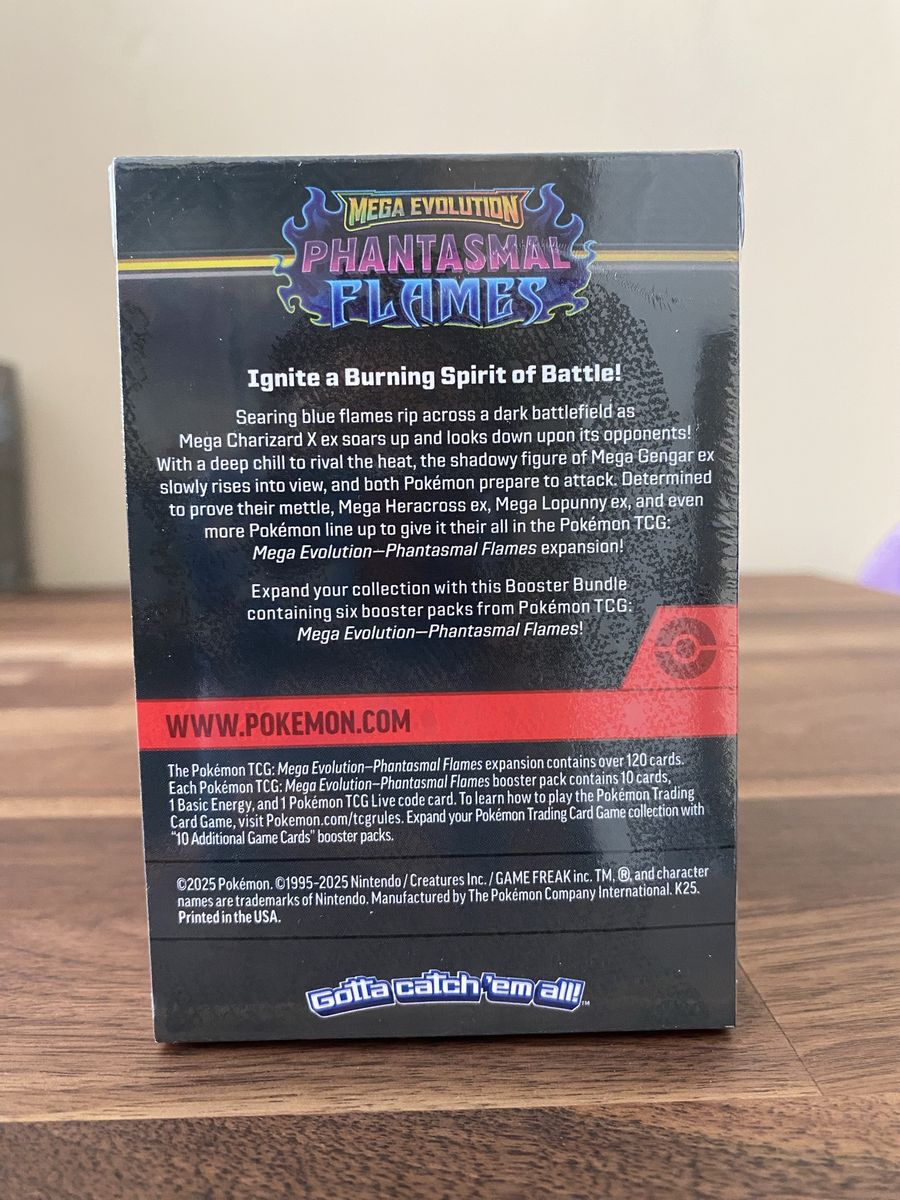 MEGA EVOLUTION
PHANTASMAL
FLAMES
Ignite a Burning Spirit of Battle!
Searing blue flames rip across a dark battlefield as
Mega Charizard X ex soars up and looks down upon its opponents!
With a deep chill to rival the heat, the shadowy figure of Mega Gengar ex
slowly rises into view, and both Pokémon prepare to attack. Determined
to prove their mettle, Mega Heracross ex, Mega Lopunny ex, and even
more Pokémon line up to give it their all in the Pokémon TCG:
Mega Evolution—Phantasmal Flames expansion!
Expand your collection with this Booster Bundle
containing six booster packs from Pokémon TCG:
Mega Evolution—Phantasmal Flames!
WWW.POKEMON.COM
The Pokémon TCG: Mega Evolution—Phantasmal Flames expansion contains over 120 cards.
Each Pokémon TCG: Mega Evolution—Phantasmal Flames booster pack contains 10 cards,
1 Basic Energy, and 1 Pokémon TCG Live code card. To learn how to play the Pokémon Trading
Card Game, visit Pokemon.com/tcgrules. Expand your Pokémon Trading Card Game collection with
“10 Additional Game Cards” booster packs.
©2025 Pokémon. ©1995–2025 Nintendo / Creatures Inc. / GAME FREAK inc. TM, ®, and character
names are trademarks of Nintendo. Manufactured by The Pokémon Company International. K25.
Printed in the USA.
Gotta catch 'em all!™